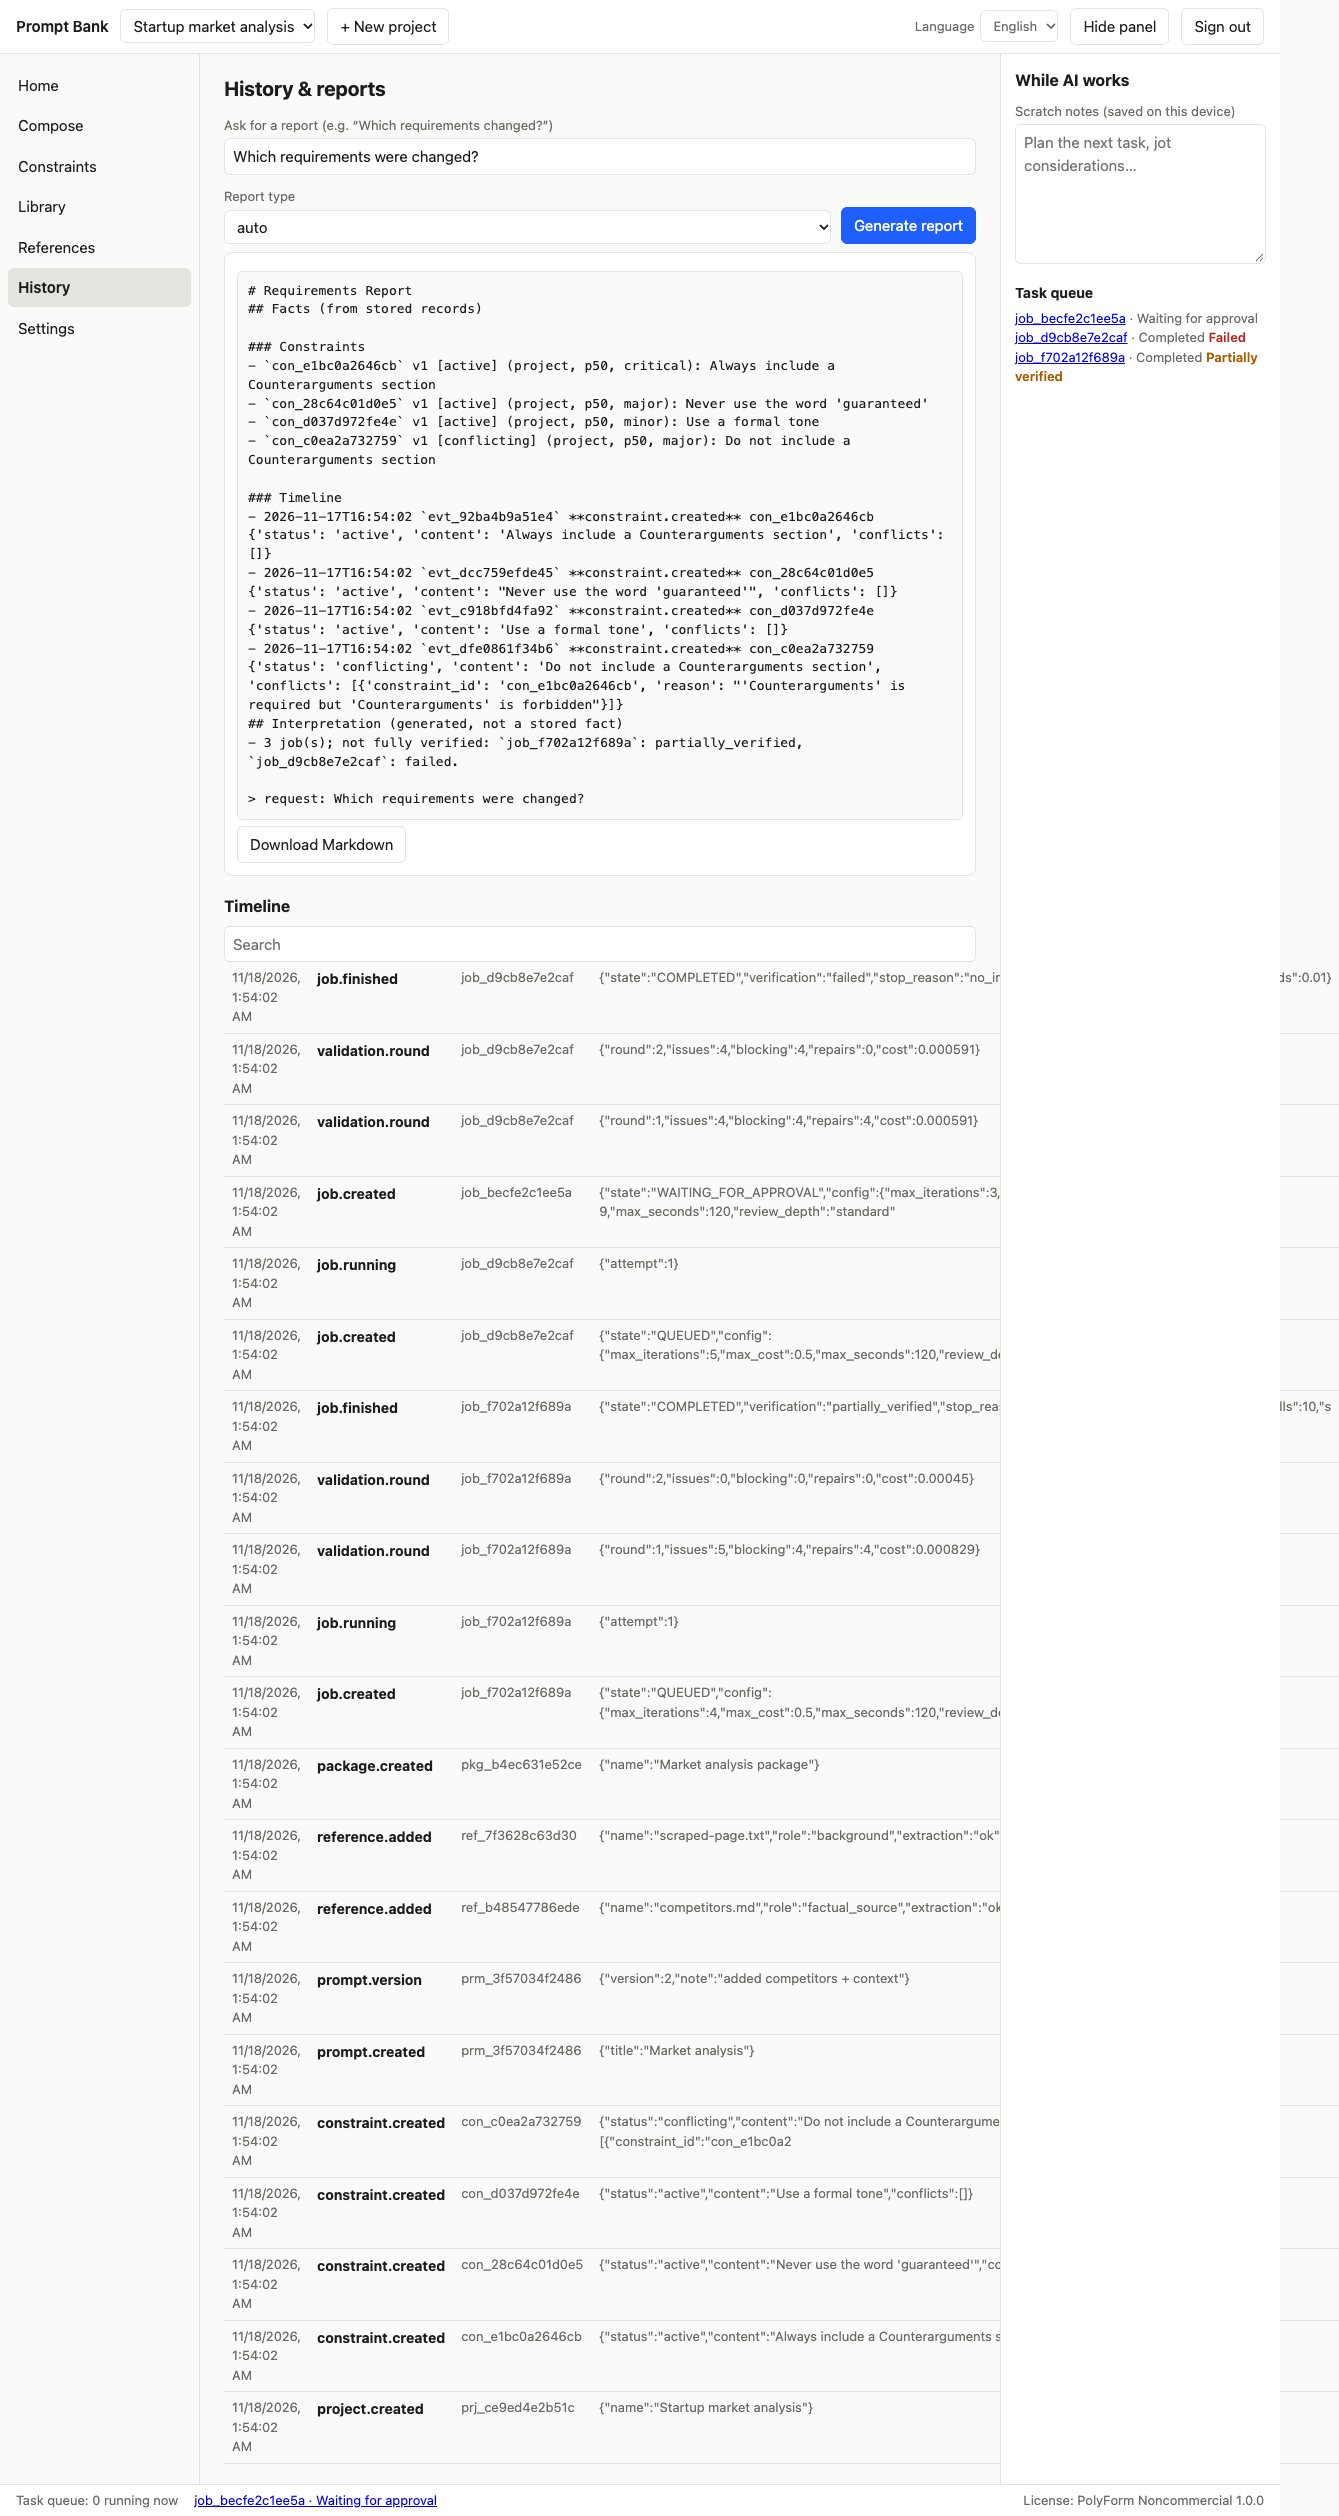 Prompt Bank
Startup market analysis
+ New project
Language
English
Hide panel
Sign out
Home
Compose
Constraints
Library
References
History
Settings
History & reports
Ask for a report (e.g. “Which requirements changed?”)
Which requirements were changed?
Report type
auto
Generate report
# Requirements Report
## Facts (from stored records)
### Constraints
- `con_e1bc0a2646cb` v1 [active] (project, p50, critical): Always include a
Counterarguments section
- `con_28c64c01d0e5` v1 [active] (project, p50, major): Never use the word 'guaranteed'
- `con_d037d972fe4e` v1 [active] (project, p50, minor): Use a formal tone
- `con_c0ea2a732759` v1 [conflicting] (project, p50, major): Do not include a
Counterarguments section
### Timeline
- 2026-11-17T16:54:02 `evt_92ba4b9a51e4` **constraint.created** con_e1bc0a2646cb
{'status': 'active', 'content': 'Always include a Counterarguments section', 'conflicts':
[]}
- 2026-11-17T16:54:02 `evt_dcc759efde45` **constraint.created** con_28c64c01d0e5
{'status': 'active', 'content': "Never use the word 'guaranteed'", 'conflicts': []}
- 2026-11-17T16:54:02 `evt_c918bfd4fa92` **constraint.created** con_d037d972fe4e
{'status': 'active', 'content': 'Use a formal tone', 'conflicts': []}
- 2026-11-17T16:54:02 `evt_dfe0861f34b6` **constraint.created** con_c0ea2a732759
{'status': 'conflicting', 'content': 'Do not include a Counterarguments section',
'conflicts': [{'constraint_id': 'con_e1bc0a2646cb', 'reason': "'Counterarguments' is
required but 'Counterarguments' is forbidden"}]}
## Interpretation (generated, not a stored fact)
- 3 job(s); not fully verified: `job_f702a12f689a`: partially_verified,
`job_d9cb8e7e2caf`: failed.
> request: Which requirements were changed?
Download Markdown
Timeline
Search
11/18/2026, 1:54:02 AM job.finished job_d9cb8e7e2caf {"state":"COMPLETED","verification":"failed","stop_reason":"no_ir ds":0.01}
11/18/2026, 1:54:02 AM validation.round job_d9cb8e7e2caf {"round":2,"issues":4,"blocking":4,"repairs":0,"cost":0.000591}
11/18/2026, 1:54:02 AM validation.round job_d9cb8e7e2caf {"round":1,"issues":4,"blocking":4,"repairs":4,"cost":0.000591}
11/18/2026, 1:54:02 AM job.created job_becfe2c1ee5a {"state":"WAITING_FOR_APPROVAL","config":{"max_iterations":3,
9,"max_seconds":120,"review_depth":"standard"
11/18/2026, 1:54:02 AM job.running job_d9cb8e7e2caf {"attempt":1}
11/18/2026, 1:54:02 AM job.created job_d9cb8e7e2caf {"state":"QUEUED","config":
{"max_iterations":5,"max_cost":0.5,"max_seconds":120,"review_de
11/18/2026, 1:54:02 AM job.finished job_f702a12f689a {"state":"COMPLETED","verification":"partially_verified","stop_rea lls":10,"s
11/18/2026, 1:54:02 AM validation.round job_f702a12f689a {"round":2,"issues":0,"blocking":0,"repairs":0,"cost":0.00045}
11/18/2026, 1:54:02 AM validation.round job_f702a12f689a {"round":1,"issues":5,"blocking":4,"repairs":4,"cost":0.000829}
11/18/2026, 1:54:02 AM job.running job_f702a12f689a {"attempt":1}
11/18/2026, 1:54:02 AM job.created job_f702a12f689a {"state":"QUEUED","config":
{"max_iterations":4,"max_cost":0.5,"max_seconds":120,"review_de
11/18/2026, 1:54:02 AM package.created pkg_b4ec631e52ce {"name":"Market analysis package"}
11/18/2026, 1:54:02 AM reference.added ref_7f3628c63d30 {"name":"scraped-page.txt","role":"background","extraction":"ok"
11/18/2026, 1:54:02 AM reference.added ref_b48547786ede {"name":"competitors.md","role":"factual_source","extraction":"ok
11/18/2026, 1:54:02 AM prompt.version prm_3f57034f2486 {"version":2,"note":"added competitors + context"}
11/18/2026, 1:54:02 AM prompt.created prm_3f57034f2486 {"title":"Market analysis"}
11/18/2026, 1:54:02 AM constraint.created con_c0ea2a732759 {"status":"conflicting","content":"Do not include a Counterargume
[{"constraint_id":"con_e1bc0a2
11/18/2026, 1:54:02 AM constraint.created con_d037d972fe4e {"status":"active","content":"Use a formal tone","conflicts":[]}
11/18/2026, 1:54:02 AM constraint.created con_28c64c01d0e5 {"status":"active","content":"Never use the word 'guaranteed'","co
11/18/2026, 1:54:02 AM constraint.created con_e1bc0a2646cb {"status":"active","content":"Always include a Counterarguments s
11/18/2026, 1:54:02 AM project.created prj_ce9ed4e2b51c {"name":"Startup market analysis"}
While AI works
Scratch notes (saved on this device)
Plan the next task, jot
considerations...
Task queue
job_becfe2c1ee5a · Waiting for approval
job_d9cb8e7e2caf · Completed Failed
job_f702a12f689a · Completed Partially
verified
Task queue: 0 running now
job_becfe2c1ee5a · Waiting for approval
License: PolyForm Noncommercial 1.0.0